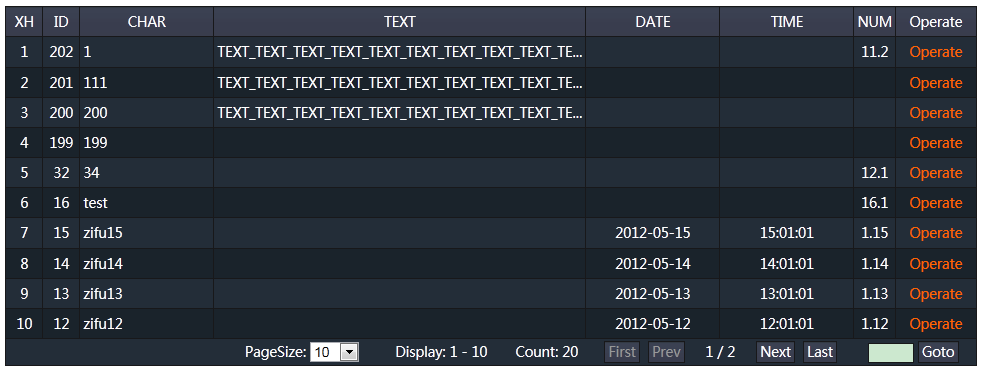 XH ID CHAR TEXT DATE TIME NUM Operate
1 202 1 TEXT_TEXT_TEXT_TEXT_TEXT_TEXT_TEXT_TEXT_TEXT_TE... 11.2 Operate
2 201 111 TEXT_TEXT_TEXT_TEXT_TEXT_TEXT_TEXT_TEXT_TEXT_TE... Operate
3 200 200 TEXT_TEXT_TEXT_TEXT_TEXT_TEXT_TEXT_TEXT_TEXT_TE... Operate
4 199 199 Operate
5 32 34 12.1 Operate
6 16 test 16.1 Operate
7 15 zifu15 2012-05-15 15:01:01 1.15 Operate
8 14 zifu14 2012-05-14 14:01:01 1.14 Operate
9 13 zifu13 2012-05-13 13:01:01 1.13 Operate
10 12 zifu12 2012-05-12 12:01:01 1.12 Operate
PageSize: 10 Display: 1 - 10 Count: 20 First Prev 1 / 2 Next Last Goto